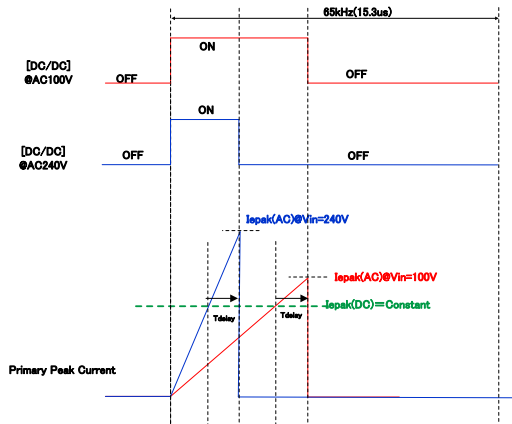 65kHz(15.3us)
ON
[DC/DC]
@AC100V
OFF
OFF
ON
[DC/DC]
@AC240V
OFF
OFF
Iepak(AC)@Vin=240V
Iepak(AC)@Vin=100V
Tdelay
Tdelay
Iepak(DC)=Constant
Primary Peak Current